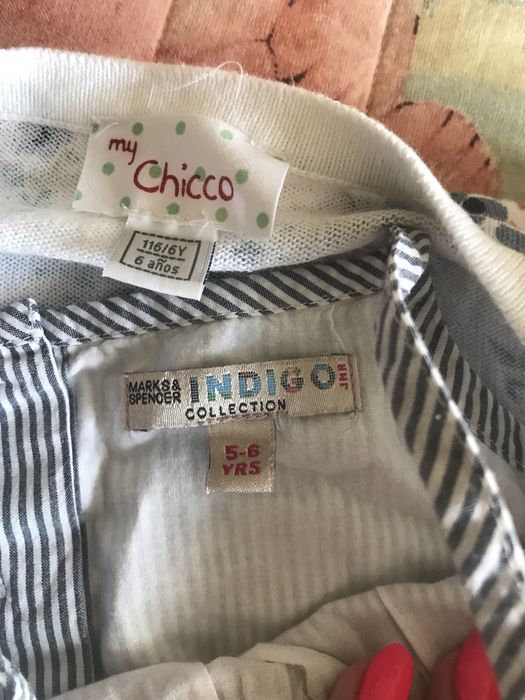 my
Chicco
116/6Y
6 años
MARKS &
SPENCER
INDIGO
JNR
COLLECTION
5-6
YRS